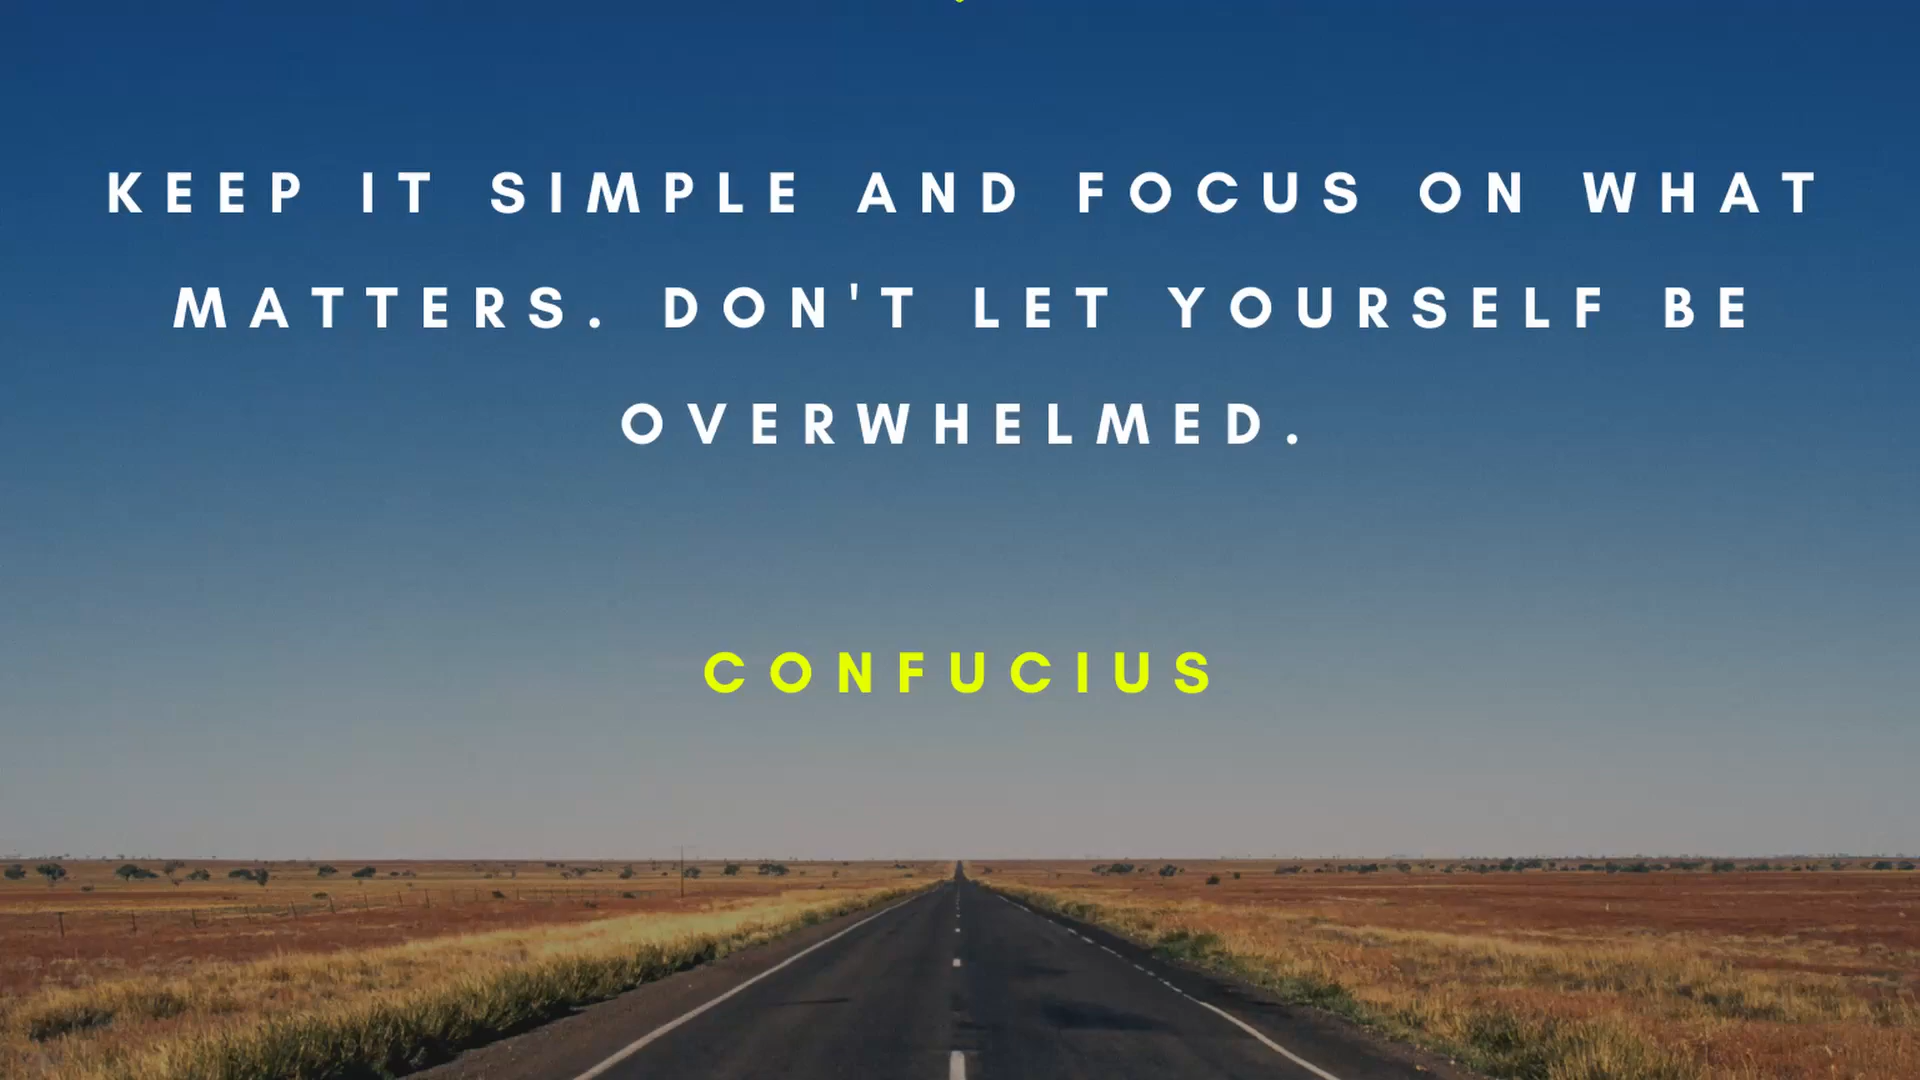 KEEP IT SIMPLE AND FOCUS ON WHAT
MATTERS. DON'T LET YOURSELF BE
OVERWHELMED.
CONFUCIUS